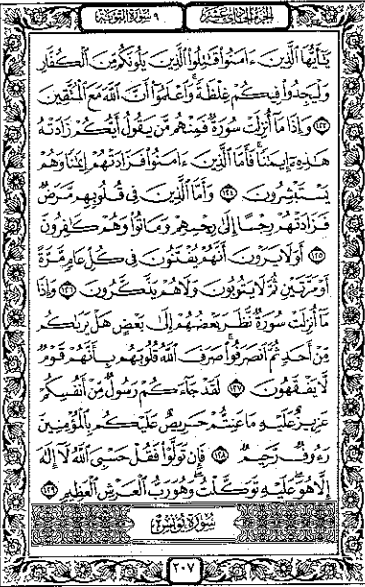 الجزء الحادي عشر ٩ سورة التوبة
يَـٰٓأَيُّهَا ٱلَّذِينَ ءَامَنُوا۟ قَـٰتِلُوا۟ ٱلَّذِينَ يَلُونَكُم مِّنَ ٱلْكُفَّارِ
وَلْيَجِدُوا۟ فِيكُمْ غِلْظَةً ۚ وَٱعْلَمُوٓا۟ أَنَّ ٱللَّهَ مَعَ ٱلْمُتَّقِينَ
١٢٣ وَإِذَا مَآ أُنزِلَتْ سُورَةٌ فَمِنْهُم مَّن يَقُولُ أَيُّكُمْ زَادَتْهُ
هَـٰذِهِۦٓ إِيمَـٰنًا ۚ فَأَمَّا ٱلَّذِينَ ءَامَنُوا۟ فَزَادَتْهُمْ إِيمَـٰنًا وَهُمْ
يَسْتَبْشِرُونَ ١٢٤ وَأَمَّا ٱلَّذِينَ فِى قُلُوبِهِم مَّرَضٌ
فَزَادَتْهُمْ رِجْسًا إِلَىٰ رِجْسِهِمْ وَمَاتُوا۟ وَهُمْ كَـٰفِرُونَ
١٢٥ أَوَلَا يَرَوْنَ أَنَّهُمْ يُفْتَنُونَ فِى كُلِّ عَامٍ مَّرَّةً
أَوْ مَرَّتَيْنِ ثُمَّ لَا يَتُوبُونَ وَلَا هُمْ يَذَّكَّرُونَ ١٢٦ وَإِذَا
مَآ أُنزِلَتْ سُورَةٌ نَّظَرَ بَعْضُهُمْ إِلَىٰ بَعْضٍ هَلْ يَرَىٰكُم
مِّنْ أَحَدٍ ثُمَّ ٱنصَرَفُوا۟ ۚ صَرَفَ ٱللَّهُ قُلُوبَهُم بِأَنَّهُمْ قَوْمٌ
لَّا يَفْقَهُونَ ١٢٧ لَقَدْ جَآءَكُمْ رَسُولٌ مِّنْ أَنفُسِكُمْ
عَزِيزٌ عَلَيْهِ مَا عَنِتُّمْ حَرِيصٌ عَلَيْكُم بِٱلْمُؤْمِنِينَ
رَءُوفٌ رَّحِيمٌ ١٢٨ فَإِن تَوَلَّوْا۟ فَقُلْ حَسْبِىَ ٱللَّهُ لَآ إِلَـٰهَ
إِلَّا هُوَ ۖ عَلَيْهِ تَوَكَّلْتُ ۖ وَهُوَ رَبُّ ٱلْعَرْشِ ٱلْعَظِيمِ ١٢٩
سورة يونس
٢٠٧